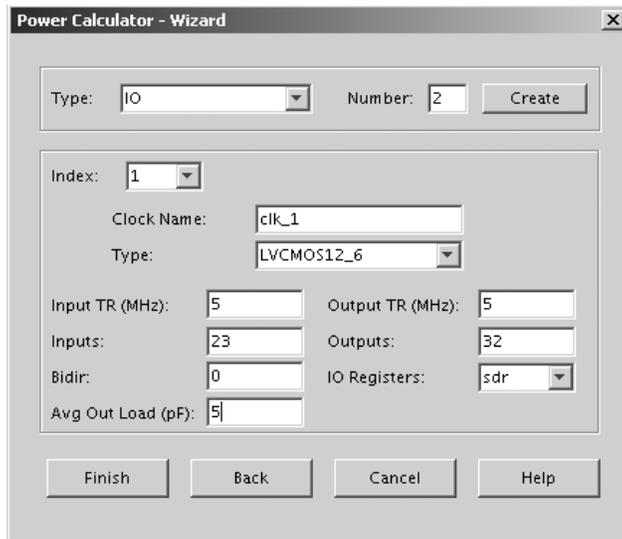 Power Calculator - Wizard
Type: IO Number: 2 Create
Index: 1
Clock Name: clk_1
Type: LVCMOS12_6
Input TR (MHz): 5 Output TR (MHz): 5
Inputs: 23 Outputs: 32
Bidir: 0 IO Registers: sdr
Avg Out Load (pF): 5
Finish Back Cancel Help